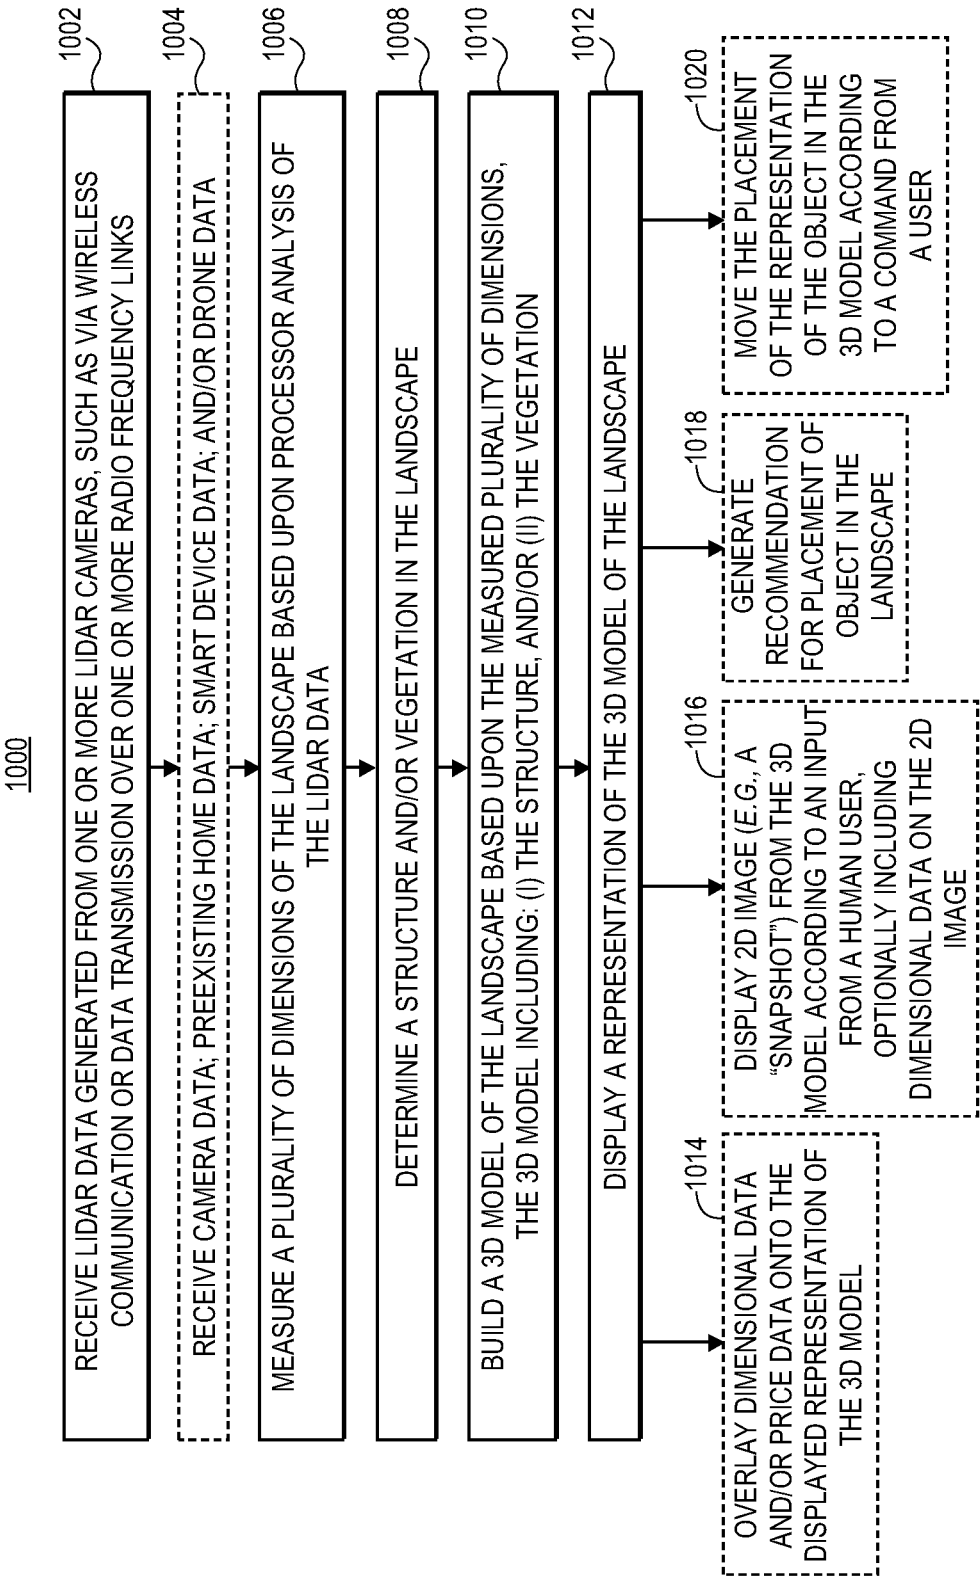 1000
1002
RECEIVE LIDAR DATA GENERATED FROM ONE OR MORE LIDAR CAMERAS, SUCH AS VIA WIRELESS
COMMUNICATION OR DATA TRANSMISSION OVER ONE OR MORE RADIO FREQUENCY LINKS
1004
RECEIVE CAMERA DATA; PREEXISTING HOME DATA; SMART DEVICE DATA; AND/OR DRONE DATA
1006
MEASURE A PLURALITY OF DIMENSIONS OF THE LANDSCAPE BASED UPON PROCESSOR ANALYSIS OF
THE LIDAR DATA
1008
DETERMINE A STRUCTURE AND/OR VEGETATION IN THE LANDSCAPE
1010
BUILD A 3D MODEL OF THE LANDSCAPE BASED UPON THE MEASURED PLURALITY OF DIMENSIONS,
THE 3D MODEL INCLUDING: (I) THE STRUCTURE, AND/OR (II) THE VEGETATION
1012
DISPLAY A REPRESENTATION OF THE 3D MODEL OF THE LANDSCAPE
1014
OVERLAY DIMENSIONAL DATA
AND/OR PRICE DATA ONTO THE
DISPLAYED REPRESENTATION OF
THE 3D MODEL
1016
DISPLAY 2D IMAGE (E.G., A
“SNAPSHOT”) FROM THE 3D
MODEL ACCORDING TO AN INPUT
FROM A HUMAN USER,
OPTIONALLY INCLUDING
DIMENSIONAL DATA ON THE 2D
IMAGE
1018
GENERATE
RECOMMENDATION
FOR PLACEMENT OF
OBJECT IN THE
LANDSCAPE
1020
MOVE THE PLACEMENT
OF THE REPRESENTATION
OF THE OBJECT IN THE
3D MODEL ACCORDING
TO A COMMAND FROM
A USER